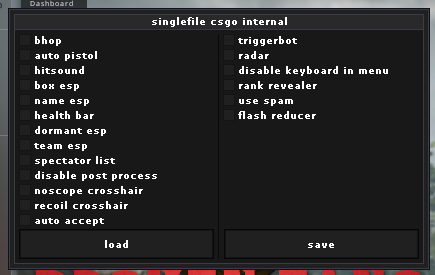 Dashboard
singlefile csgo internal
bhop
auto pistol
hitsound
box esp
name esp
health bar
dormant esp
team esp
spectator list
disable post process
noscope crosshair
recoil crosshair
auto accept
triggerbot
radar
disable keyboard in menu
rank revealer
use spam
flash reducer
load
save